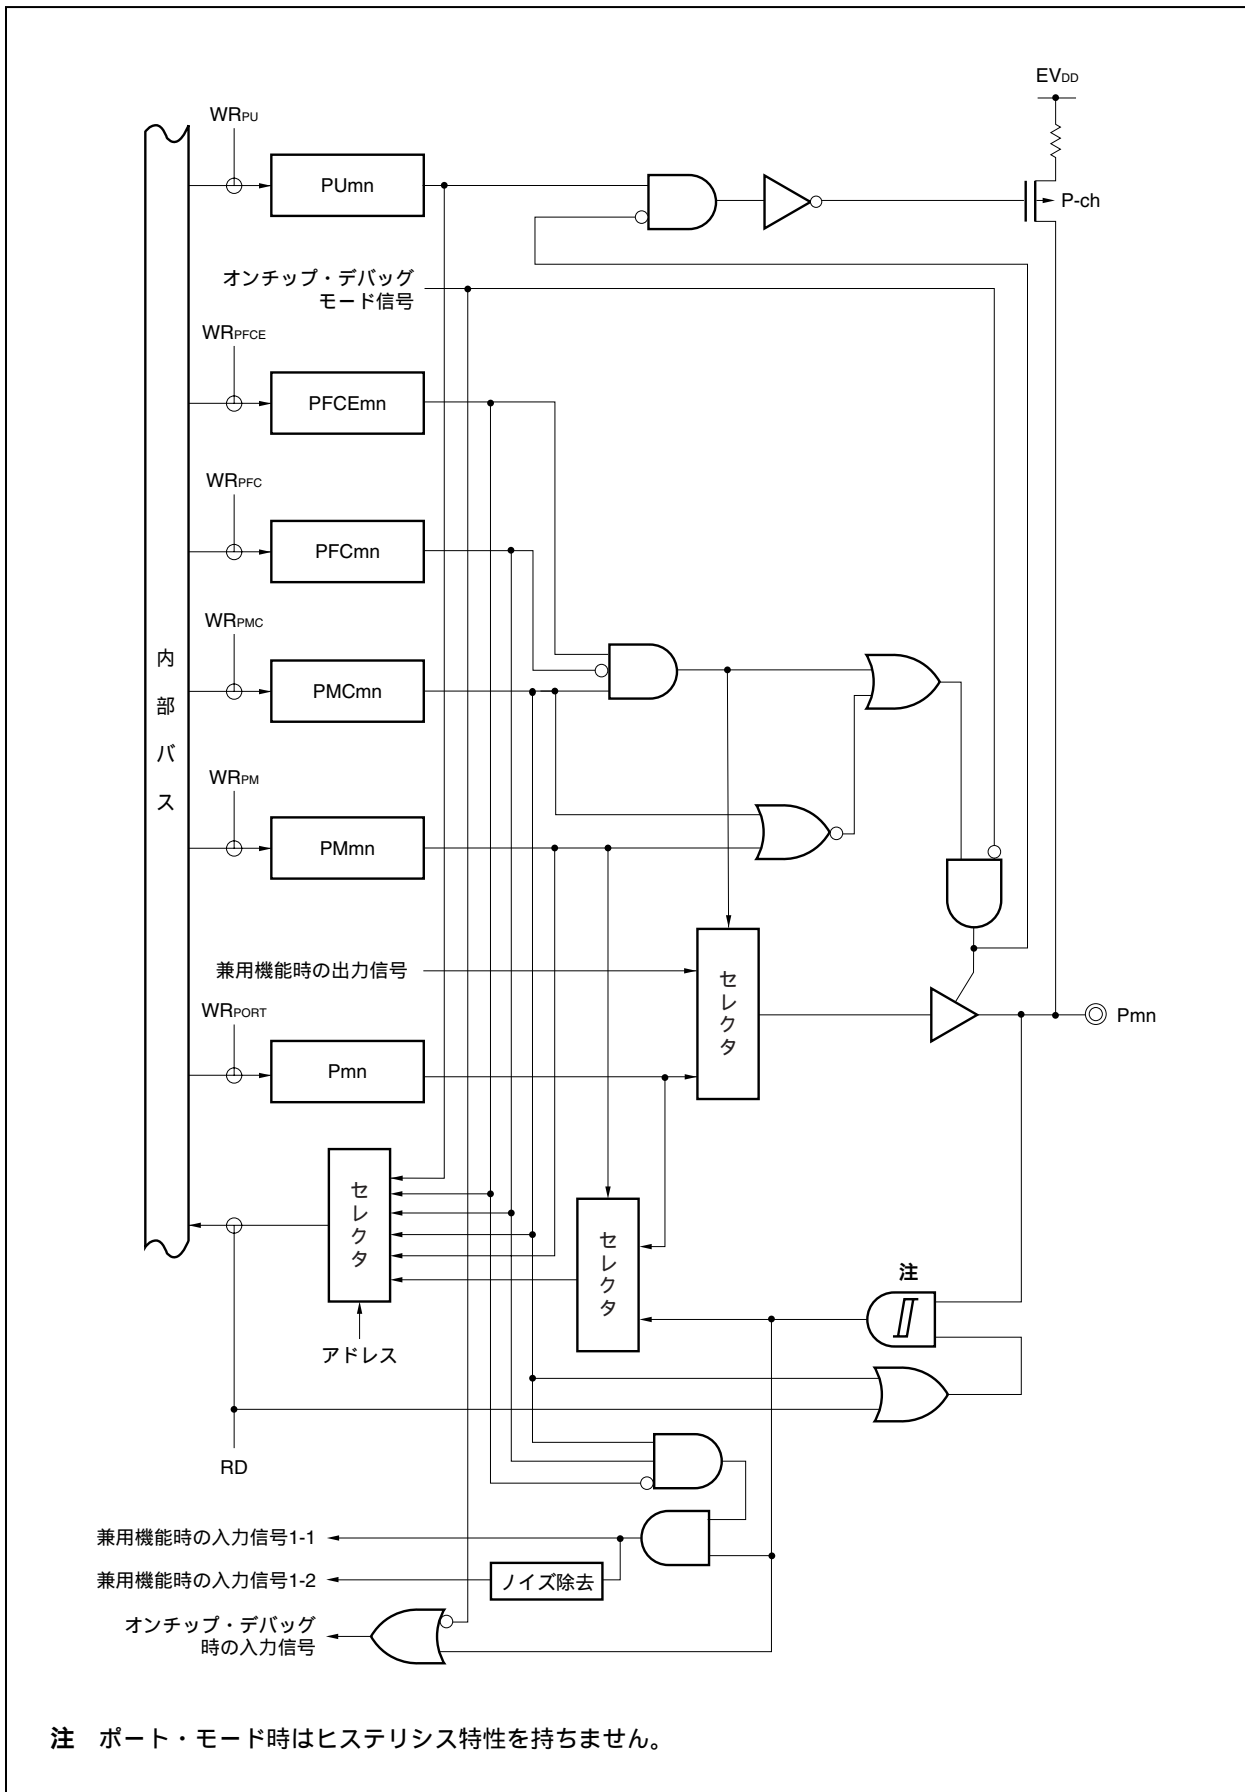 EVDD
WRPU
PUmn
P-ch
オンチップ・デバッグ
モード信号
WRPFCE
PFCEmn
WRPFC
PFCmn
WRPMC
PMCmn
内部バス
WRPM
PMmn
兼用機能時の出力信号
セレクタ
WRPORT
Pmn
Pmn
セレクタ
セレクタ
注
アドレス
RD
兼用機能時の入力信号1-1
兼用機能時の入力信号1-2
ノイズ除去
オンチップ・デバッグ
時の入力信号
注 ポート・モード時はヒステリシス特性を持ちません。